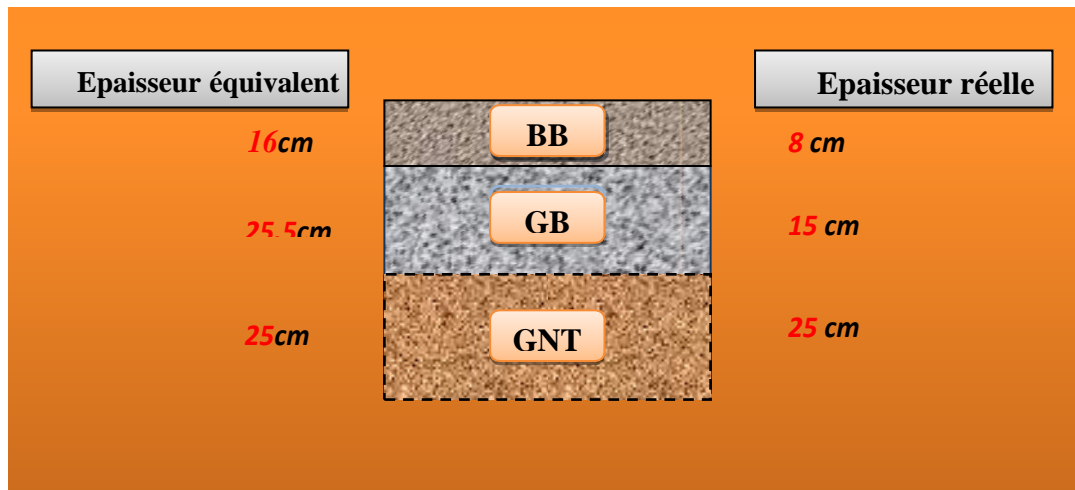 Epaisseur équivalent
Epaisseur réelle
16cm
BB
8 cm
25.5cm
GB
15 cm
25cm
GNT
25 cm